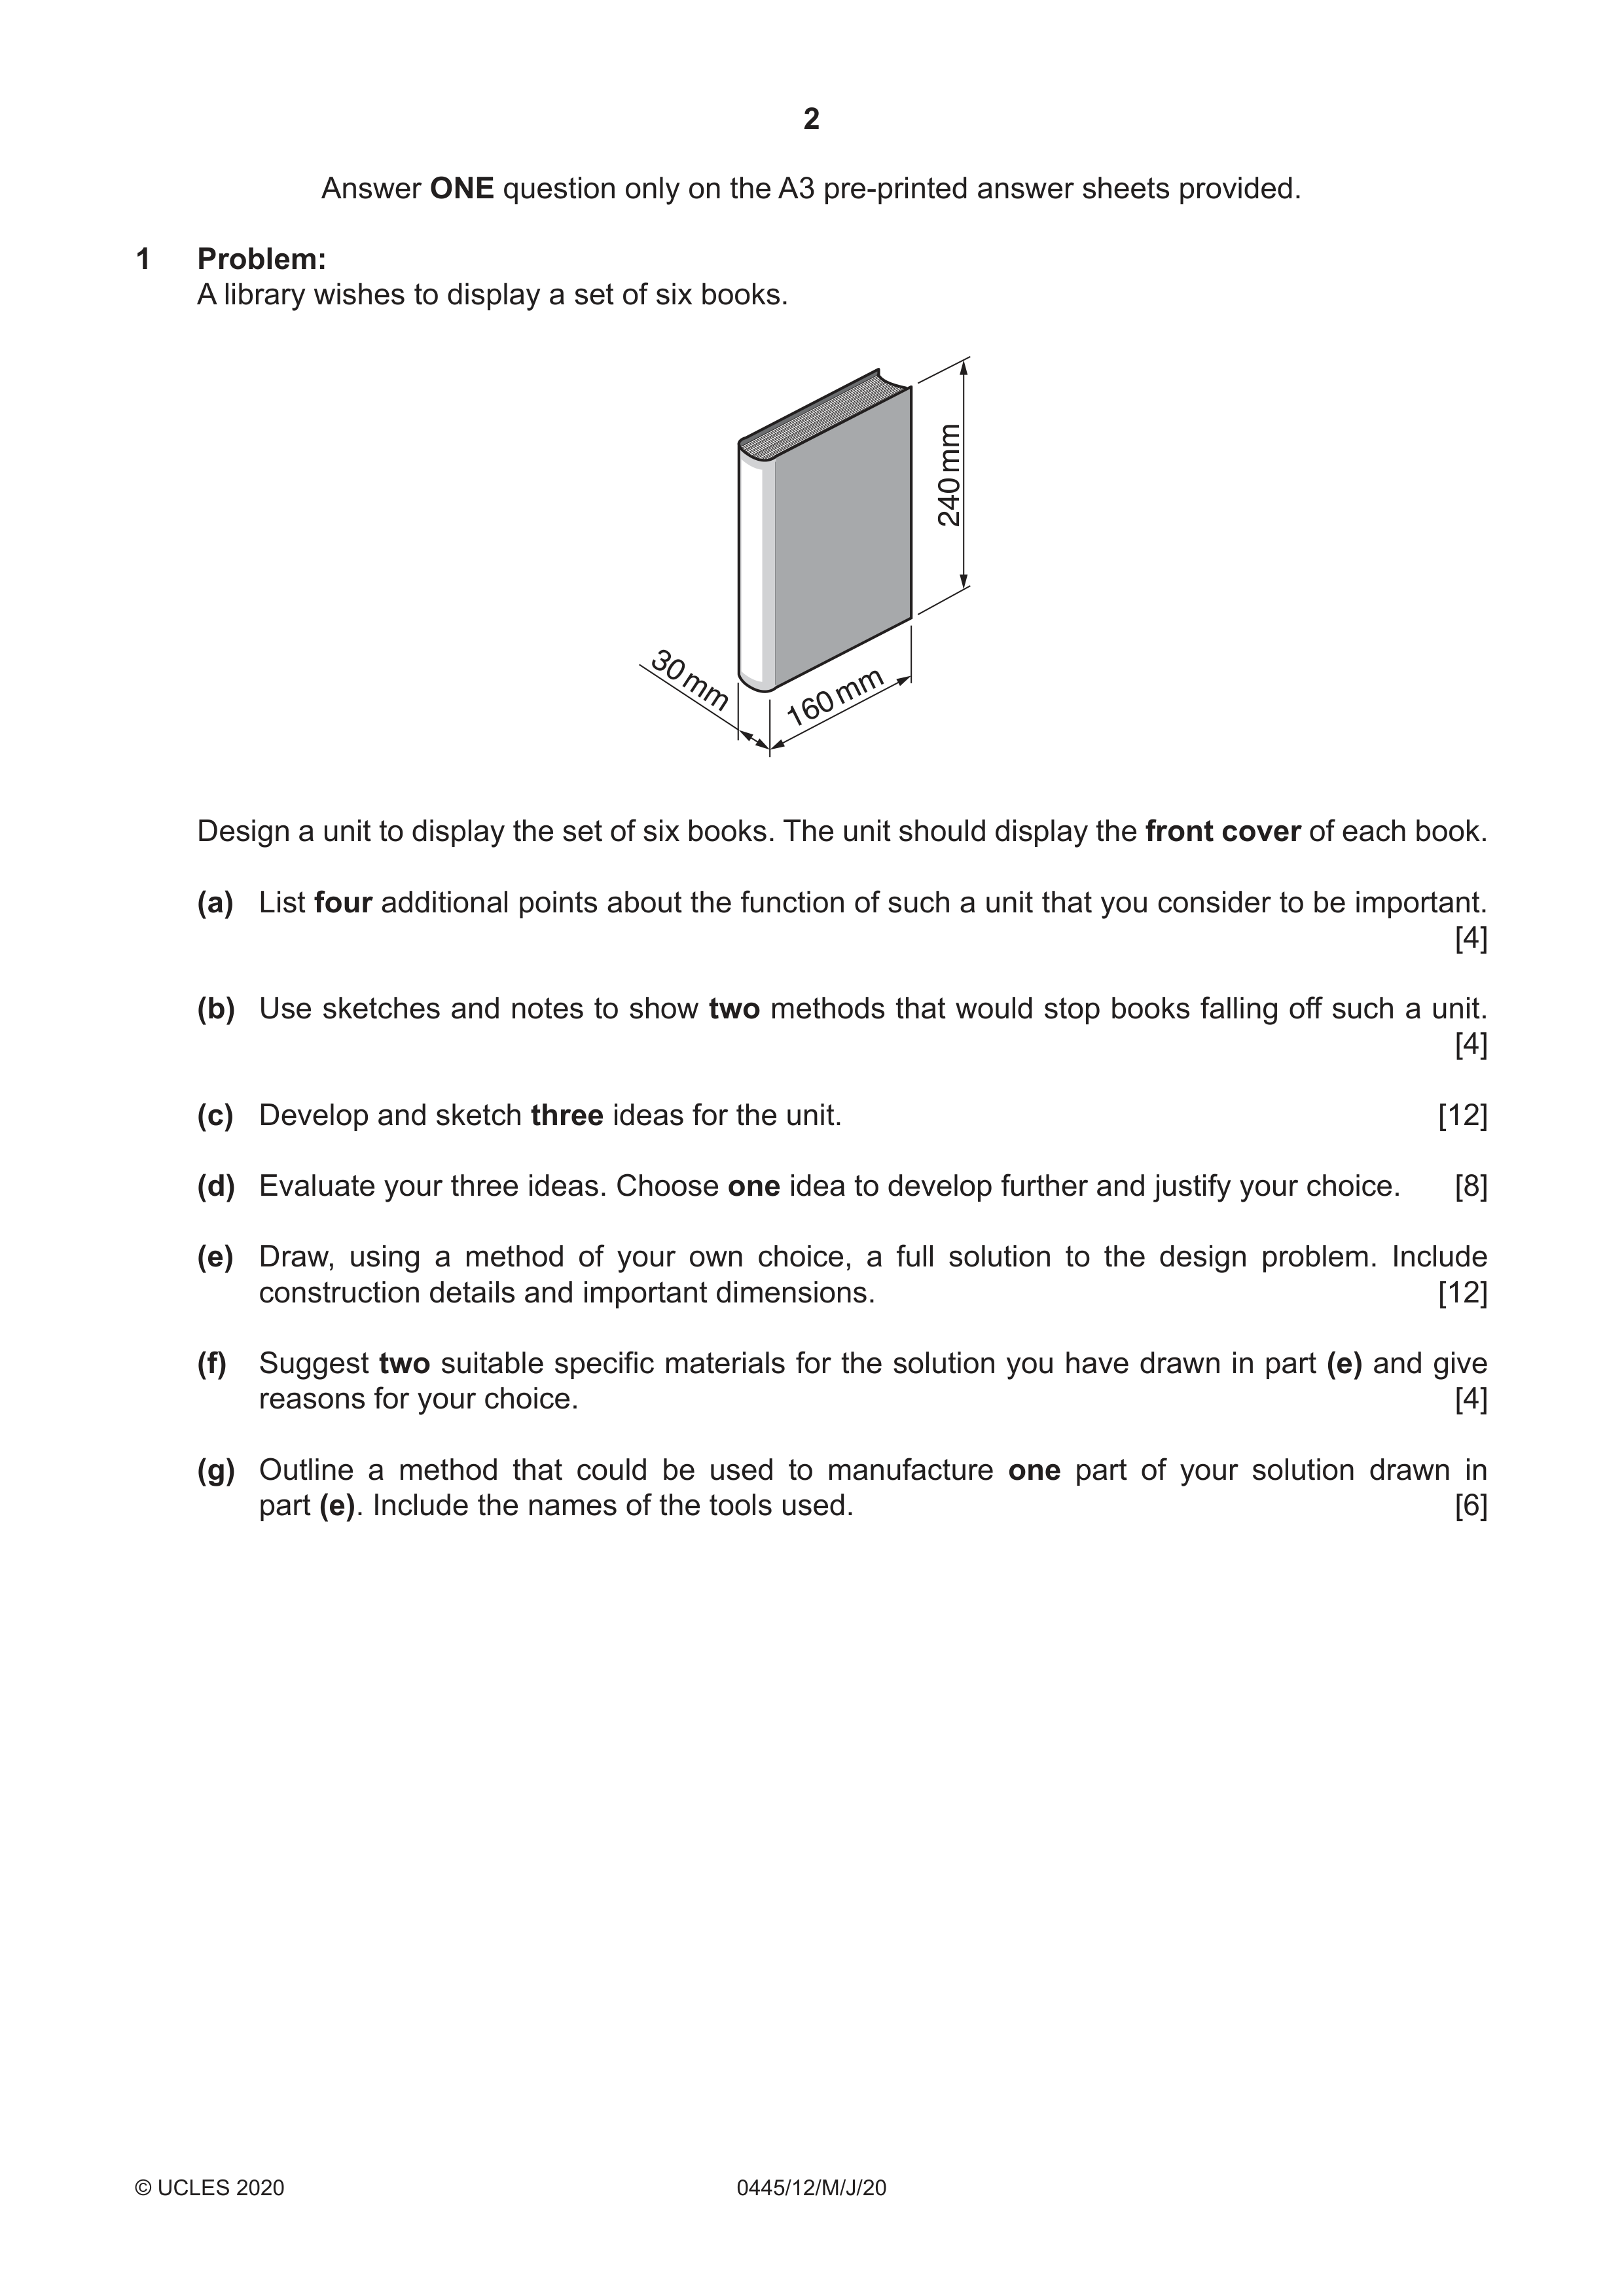 2
Answer ONE question only on the A3 pre-printed answer sheets provided.
1 Problem:
A library wishes to display a set of six books.
240 mm
30 mm
160 mm
Design a unit to display the set of six books. The unit should display the front cover of each book.
(a) List four additional points about the function of such a unit that you consider to be important.
[4]
(b) Use sketches and notes to show two methods that would stop books falling off such a unit.
[4]
(c) Develop and sketch three ideas for the unit. [12]
(d) Evaluate your three ideas. Choose one idea to develop further and justify your choice. [8]
(e) Draw, using a method of your own choice, a full solution to the design problem. Include
construction details and important dimensions. [12]
(f) Suggest two suitable specific materials for the solution you have drawn in part (e) and give
reasons for your choice. [4]
(g) Outline a method that could be used to manufacture one part of your solution drawn in
part (e). Include the names of the tools used. [6]
© UCLES 2020 0445/12/M/J/20